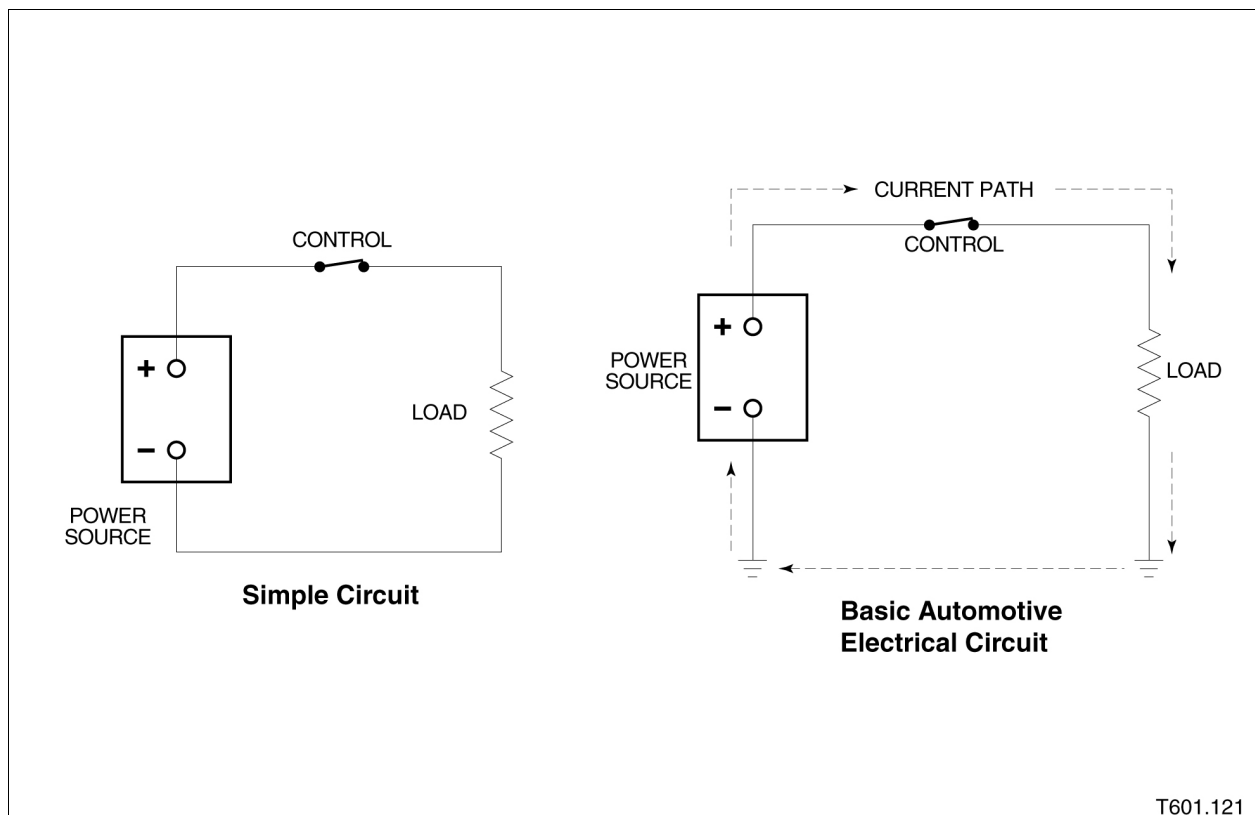 CONTROL
+
−
LOAD
POWER
SOURCE
Simple Circuit
CURRENT PATH
CONTROL
+
−
POWER
SOURCE
LOAD
Basic Automotive
Electrical Circuit
T601.121